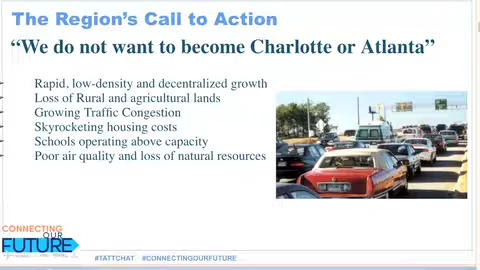 The Region's Call to Action
“We do not want to become Charlotte or Atlanta”
Rapid, low-density and decentralized growth
Loss of Rural and agricultural lands
Growing Traffic Congestion
Skyrocketing housing costs
Schools operating above capacity
Poor air quality and loss of natural resources
CONNECTING
OUR
FUTURE
#TATTCHAT #CONNECTINGOURFUTURE